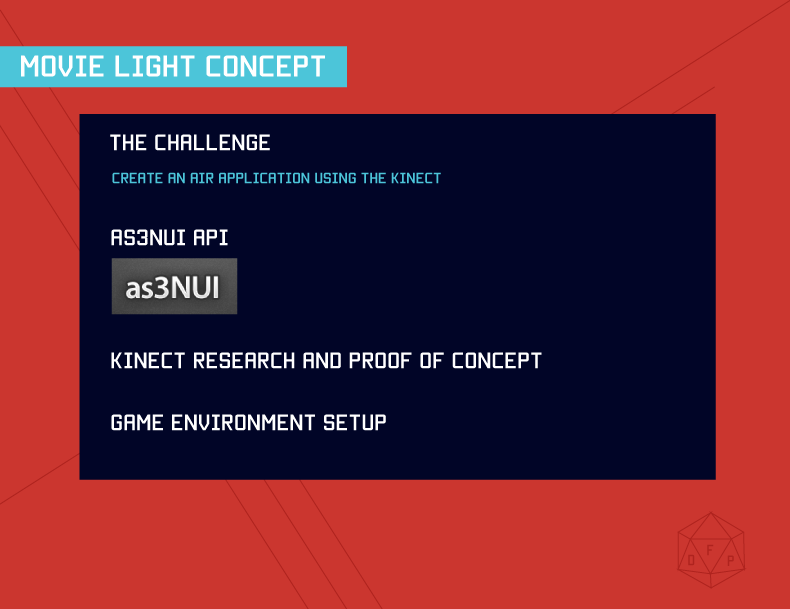 MOVIE LIGHT CONCEPT
THE CHALLENGE
CREATE AN AIR APPLICATION USING THE KINECT
AS3NUI API
as3NUI
KINECT RESEARCH AND PROOF OF CONCEPT
GAME ENVIRONMENT SETUP
D F P